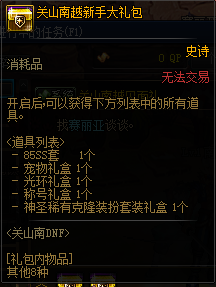 关山南越新手大礼包
史诗
消耗品
无法交易
开启后,可以获得下方列表中的所有道
具。
<道具列表>
- 85SS套 1个
- 宠物礼盒 1个
- 光环礼盒 1个
- 称号礼盒 1个
- 神圣稀有克隆装扮套装礼盒 1个
<关山南DNF>
[礼包内物品]
其他8种